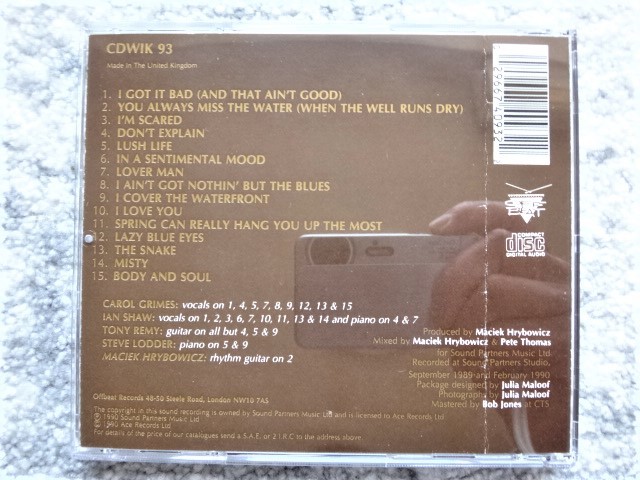 CDWIK 93
Made in The United Kingdom
1. I GOT IT BAD (AND THAT AIN'T GOOD)
2. YOU ALWAYS MISS THE WATER (WHEN THE WELL RUNS DRY)
3. I'M SCARED
4. DON'T EXPLAIN
5. LUSH LIFE
6. IN A SENTIMENTAL MOOD
7. LOVER MAN
8. I AIN'T GOT NOTHIN' BUT THE BLUES
9. I COVER THE WATERFRONT
10. I LOVE YOU
11. SPRING CAN REALLY HANG YOU UP THE MOST
12. LAZY BLUE EYES
13. THE SNAKE
14. MISTY
15. BODY AND SOUL
CAROL GRIMES: vocals on 1, 4, 5, 7, 8, 9, 12, 13 & 15
IAN SHAW: vocals on 1, 2, 3, 6, 7, 10, 11, 13 & 14 and piano on 4 & 7
TONY REMY: guitar on all but 4, 5 & 9
STEVE LODDER: piano on 5 & 9
MACIEK HRYBOWICZ: rhythm guitar on 2
Produced by Maciek Hrybowicz
Mixed by Maciek Hrybowicz & Pete Thomas
for Sound Partners Music Ltd.
Recorded at Sound Partners Studio,
September 1989 and February 1990
Package designed by Julia Maloof
Photography by Julia Maloof
Mastered by Bob Jones at CTS
Offbeat Records 48-50 Steele Road, London NW10 7AS
The copyright in this sound recording is owned by Sound Partners Music Ltd and is licensed to Ace Records Ltd.
℗ 1990 Sound Partners Music Ltd
© 1990 Ace Records Ltd
For details of the price of our catalogues send a S.A.E. or 2 I.R.C to the address above.
COMPACT
disc
DIGITAL AUDIO